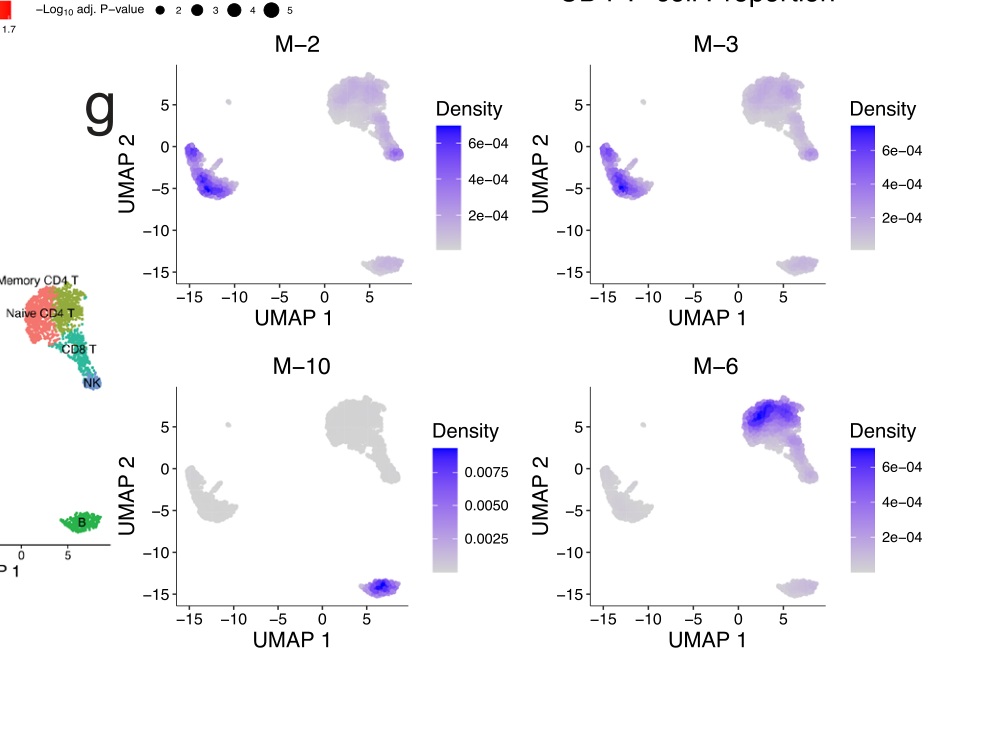 −Log10 adj. P−value 2 3 4 5
1.7
g
M−2
UMAP 2
5
0
−5
−10
−15
−15 −10 −5 0 5
UMAP 1
Density
6e−04
4e−04
2e−04
M−3
UMAP 2
5
0
−5
−10
−15
−15 −10 −5 0 5
UMAP 1
Density
6e−04
4e−04
2e−04
Memory CD4 T
Naive CD4 T
CD8 T
NK
B
0 5
P 1
M−10
UMAP 2
5
0
−5
−10
−15
−15 −10 −5 0 5
UMAP 1
Density
0.0075
0.0050
0.0025
M−6
UMAP 2
5
0
−5
−10
−15
−15 −10 −5 0 5
UMAP 1
Density
6e−04
4e−04
2e−04